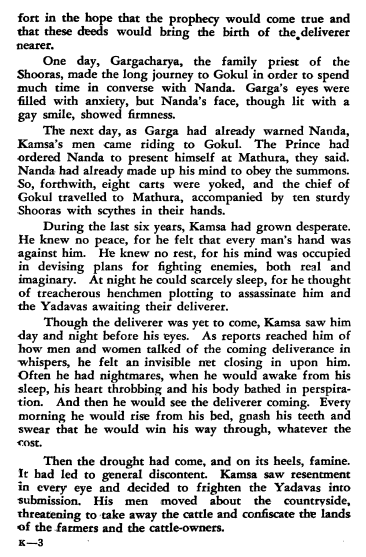 fort in the hope that the prophecy would come true and
that these deeds would bring the birth of the deliverer
nearer.
One day, Gargacharya, the family priest of the
Shooras, made the long journey to Gokul in order to spend
much time in converse with Nanda. Garga's eyes were
filled with anxiety, but Nanda's face, though lit with a
gay smile, showed firmness.
The next day, as Garga had already warned Nanda,
Kamsa's men came riding to Gokul. The Prince had
ordered Nanda to present himself at Mathura, they said.
Nanda had already made up his mind to obey the summons.
So, forthwith, eight carts were yoked, and the chief of
Gokul travelled to Mathura, accompanied by ten sturdy
Shooras with scythes in their hands.
During the last six years, Kamsa had grown desperate.
He knew no peace, for he felt that every man's hand was
against him. He knew no rest, for his mind was occupied
in devising plans for fighting enemies, both real and
imaginary. At night he could scarcely sleep, for he thought
of treacherous henchmen plotting to assassinate him and
the Yadavas awaiting their deliverer.
Though the deliverer was yet to come, Kamsa saw him
day and night before his eyes. As reports reached him of
how men and women talked of the coming deliverance in
whispers, he felt an invisible net closing in upon him.
Often he had nightmares, when he would awake from his
sleep, his heart throbbing and his body bathed in perspira-
tion. And then he would see the deliverer coming. Every
morning he would rise from his bed, gnash his teeth and
swear that he would win his way through, whatever the
cost.
Then the drought had come, and on its heels, famine.
It had led to general discontent. Kamsa saw resentment
in every eye and decided to frighten the Yadavas into
submission. His men moved about the countryside,
threatening to take away the cattle and confiscate the lands
of the farmers and the cattle-owners.
K—3